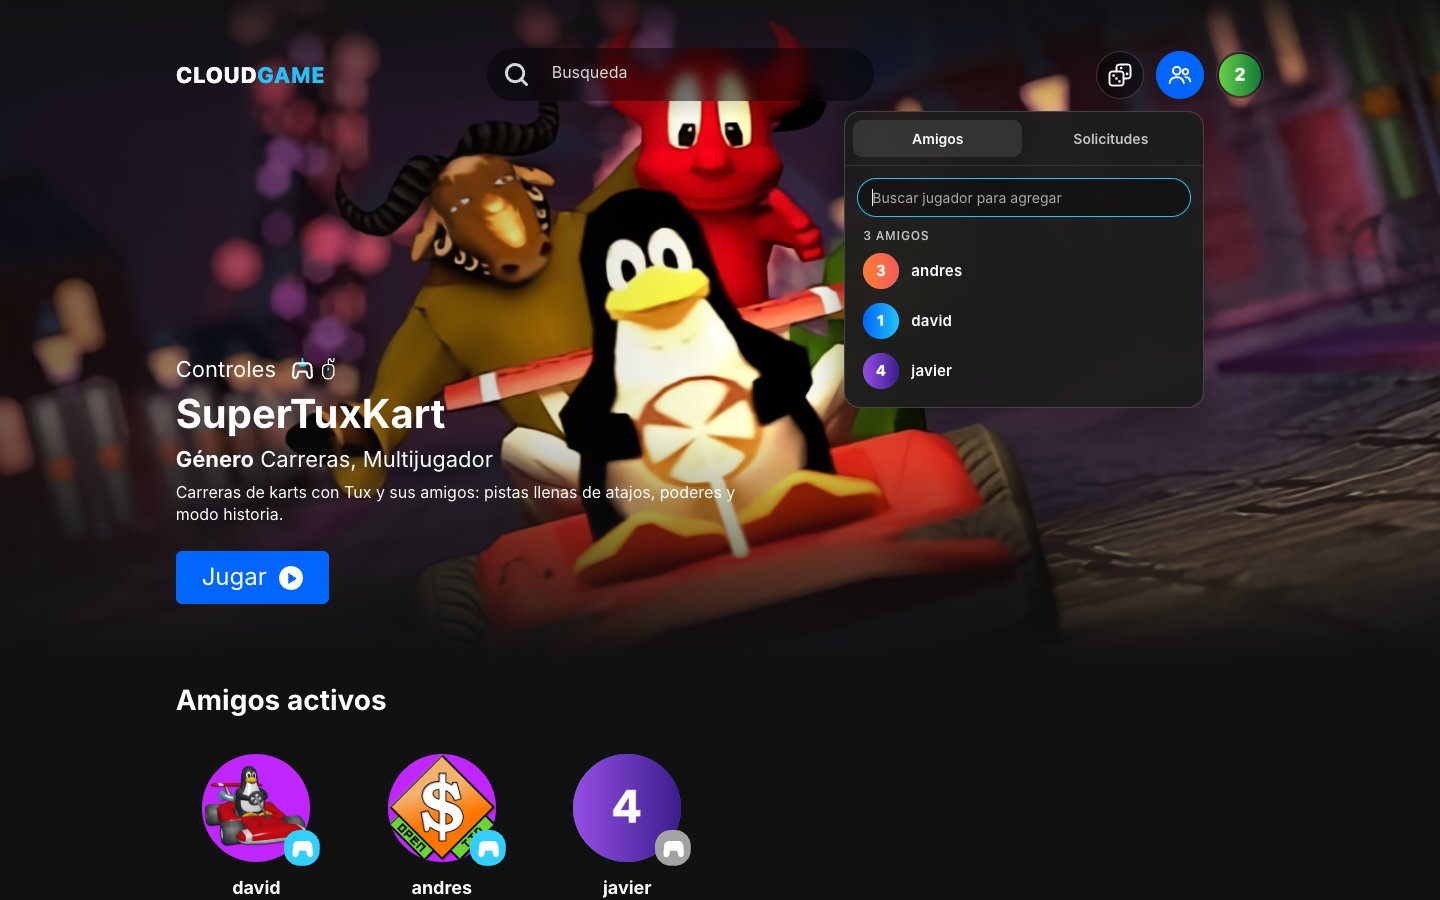 CLOUDGAME
Busqueda
2
Amigos
Solicitudes
Buscar jugador para agregar
3 AMIGOS
3 andres
1 david
4 javier
Controles
SuperTuxKart
Género Carreras, Multijugador
Carreras de karts con Tux y sus amigos: pistas llenas de atajos, poderes y
modo historia.
Jugar
Amigos activos
$
OPEN
TTD
4
david
andres
javier